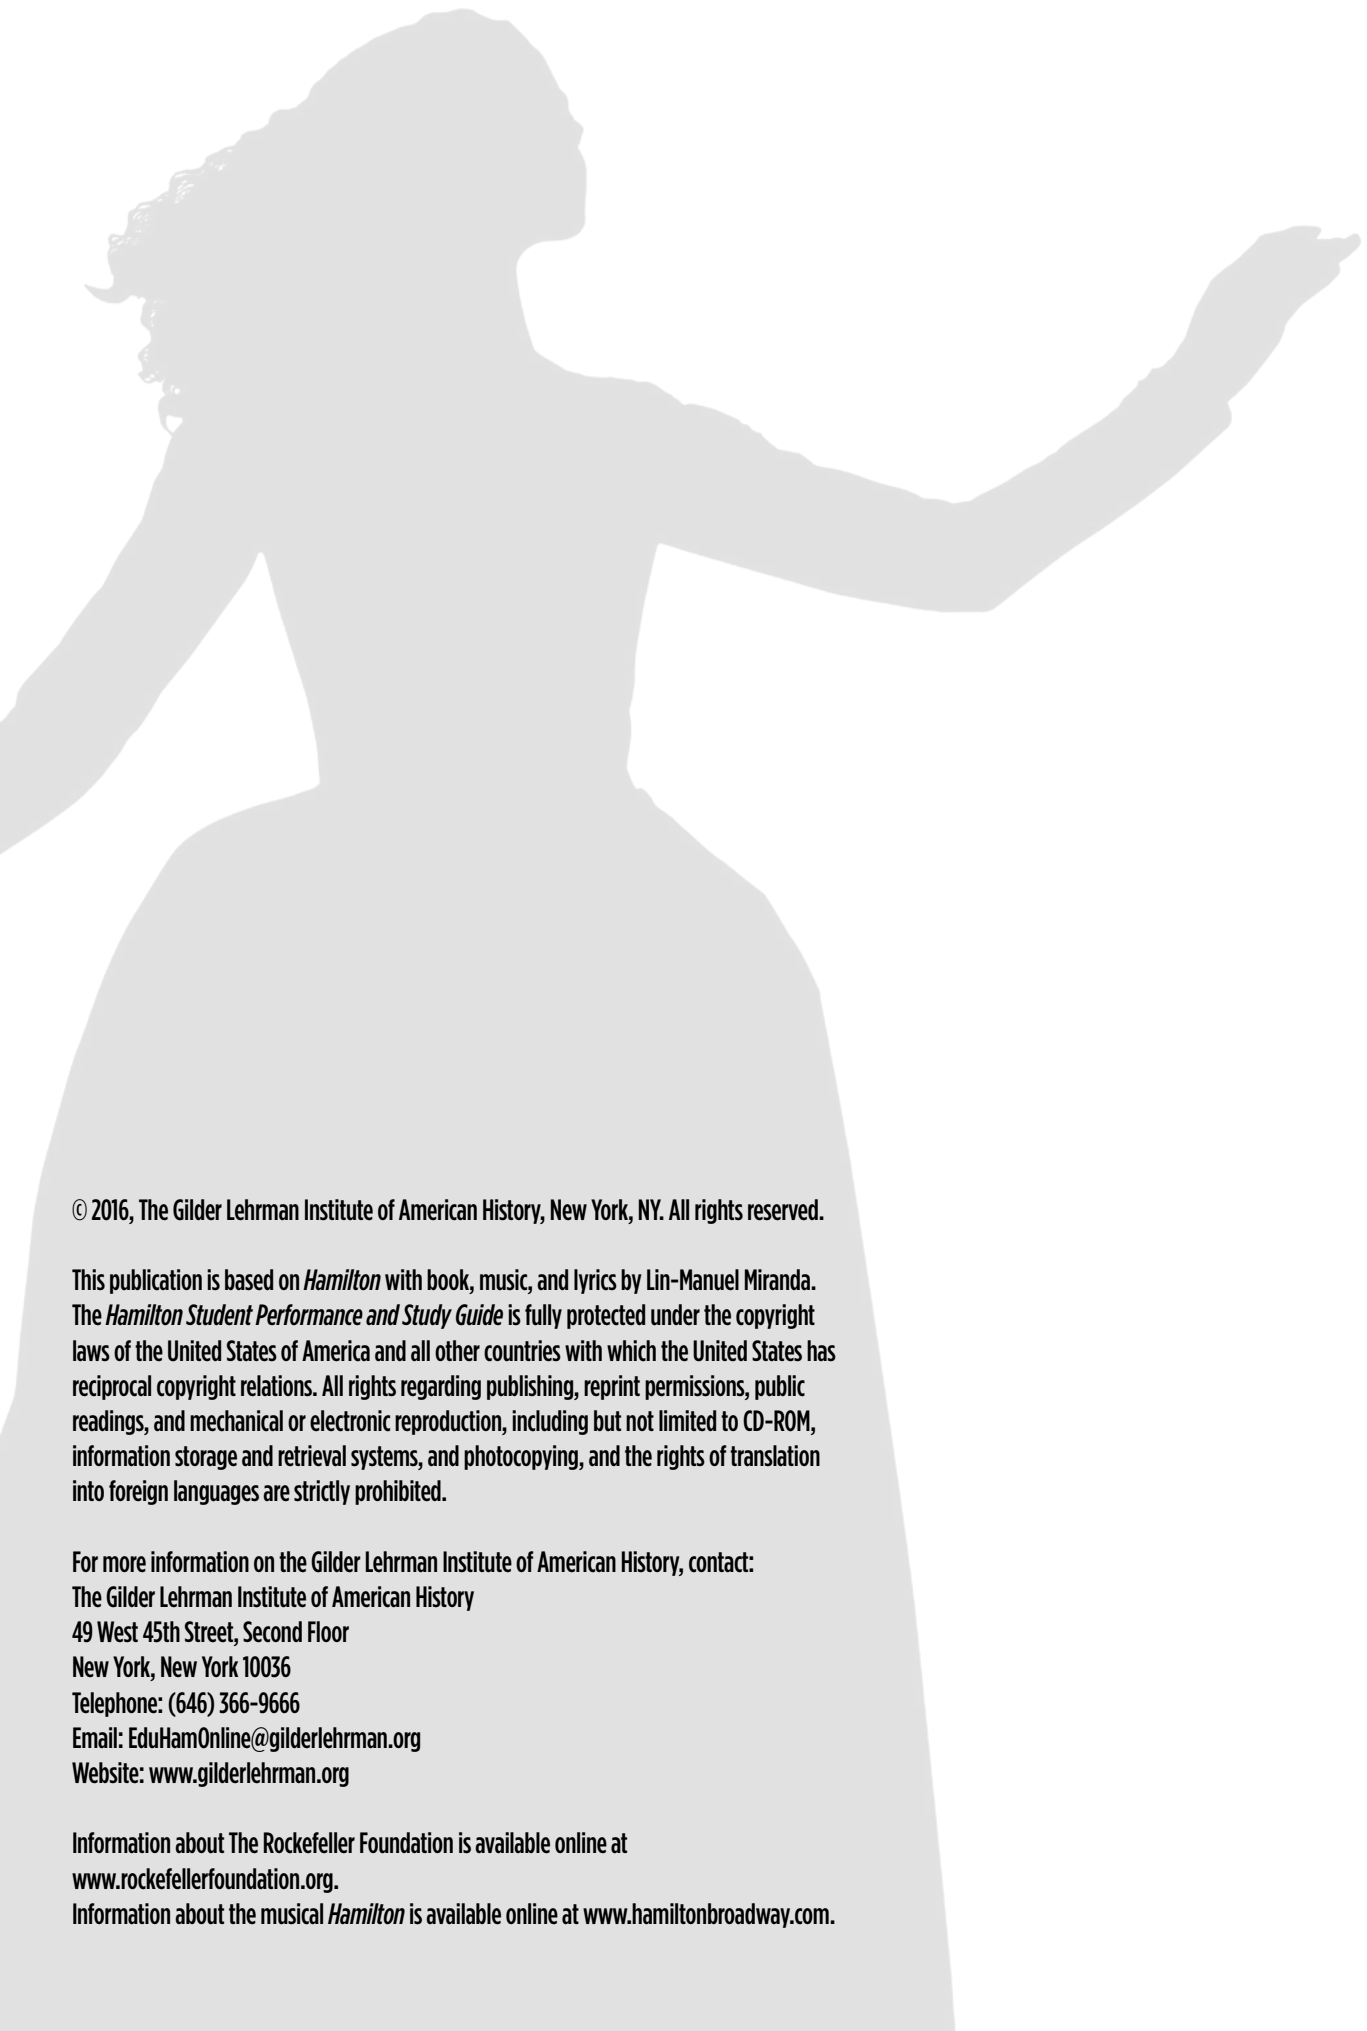 © 2016, The Gilder Lehrman Institute of American History, New York, NY. All rights reserved.
This publication is based on Hamilton with book, music, and lyrics by Lin-Manuel Miranda.
The Hamilton Student Performance and Study Guide is fully protected under the copyright
laws of the United States of America and all other countries with which the United States has
reciprocal copyright relations. All rights regarding publishing, reprint permissions, public
readings, and mechanical or electronic reproduction, including but not limited to CD-ROM,
information storage and retrieval systems, and photocopying, and the rights of translation
into foreign languages are strictly prohibited.
For more information on the Gilder Lehrman Institute of American History, contact:
The Gilder Lehrman Institute of American History
49 West 45th Street, Second Floor
New York, New York 10036
Telephone: (646) 366-9666
Email: EduHamOnline@gilderlehrman.org
Website: www.gilderlehrman.org
Information about The Rockefeller Foundation is available online at
www.rockefellerfoundation.org.
Information about the musical Hamilton is available online at www.hamiltonbroadway.com.